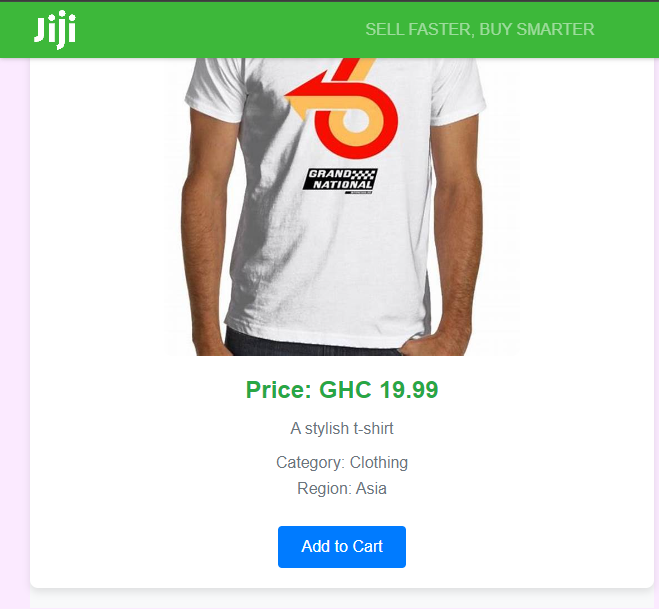 Jiji
SELL FASTER, BUY SMARTER
GRAND
NATIONAL
Price: GHC 19.99
A stylish t-shirt
Category: Clothing
Region: Asia
Add to Cart